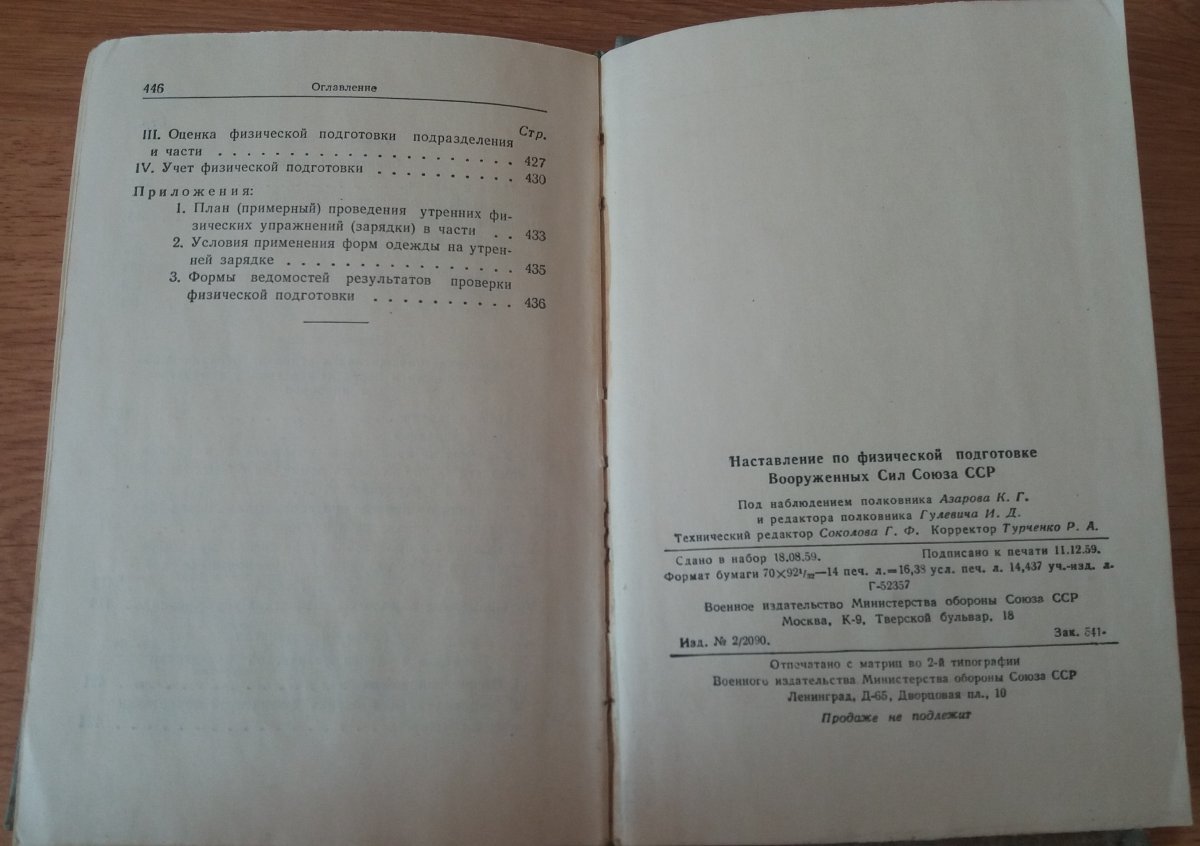 446 Оглавление
Стр.
III. Оценка физической подготовки подразделения
и части . . . . . . . . . . . . . . . . . . . . 427
IV. Учет физической подготовки . . . . . . . . . . 430
Приложения:
1. План (примерный) проведения утренних фи-
зических упражнений (зарядки) в части . . 433
2. Условия применения форм одежды на утрен-
ней зарядке . . . . . . . . . . . . . . . . 435
3. Формы ведомостей результатов проверки
физической подготовки . . . . . . . . . . 436
Наставление по физической подготовке
Вооруженных Сил Союза ССР
Под наблюдением полковника Азарова К. Г.
и редактора полковника Гулевича И. Д.
Технический редактор Соколова Г. Ф. Корректор Турченко Р. А.
Сдано в набор 18.08.59. Подписано к печати 11.12.59.
Формат бумаги 70×92¹/₃₂—14 печ. л.=16,38 усл. печ. л. 14,437 уч.-изд. л.
Г-52357
Военное издательство Министерства обороны Союза ССР
Москва, К-9, Тверской бульвар, 18
Изд. № 2/2090. Зак. 541.
Отпечатано с матриц во 2-й типографии
Военного издательства Министерства обороны Союза ССР
Ленинград, Д-65, Дворцовая пл., 10
Продаже не подлежит